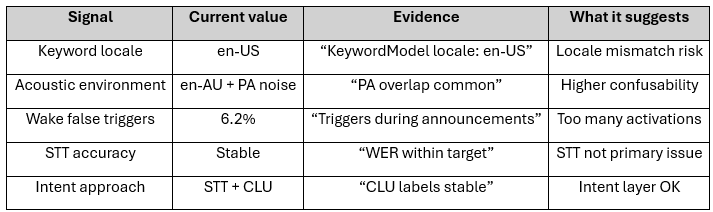 Signal Current value Evidence What it suggests
Keyword locale en-US “KeywordModel locale: en-US” Locale mismatch risk
Acoustic environment en-AU + PA noise “PA overlap common” Higher confusability
Wake false triggers 6.2% “Triggers during announcements” Too many activations
STT accuracy Stable “WER within target” STT not primary issue
Intent approach STT + CLU “CLU labels stable” Intent layer OK